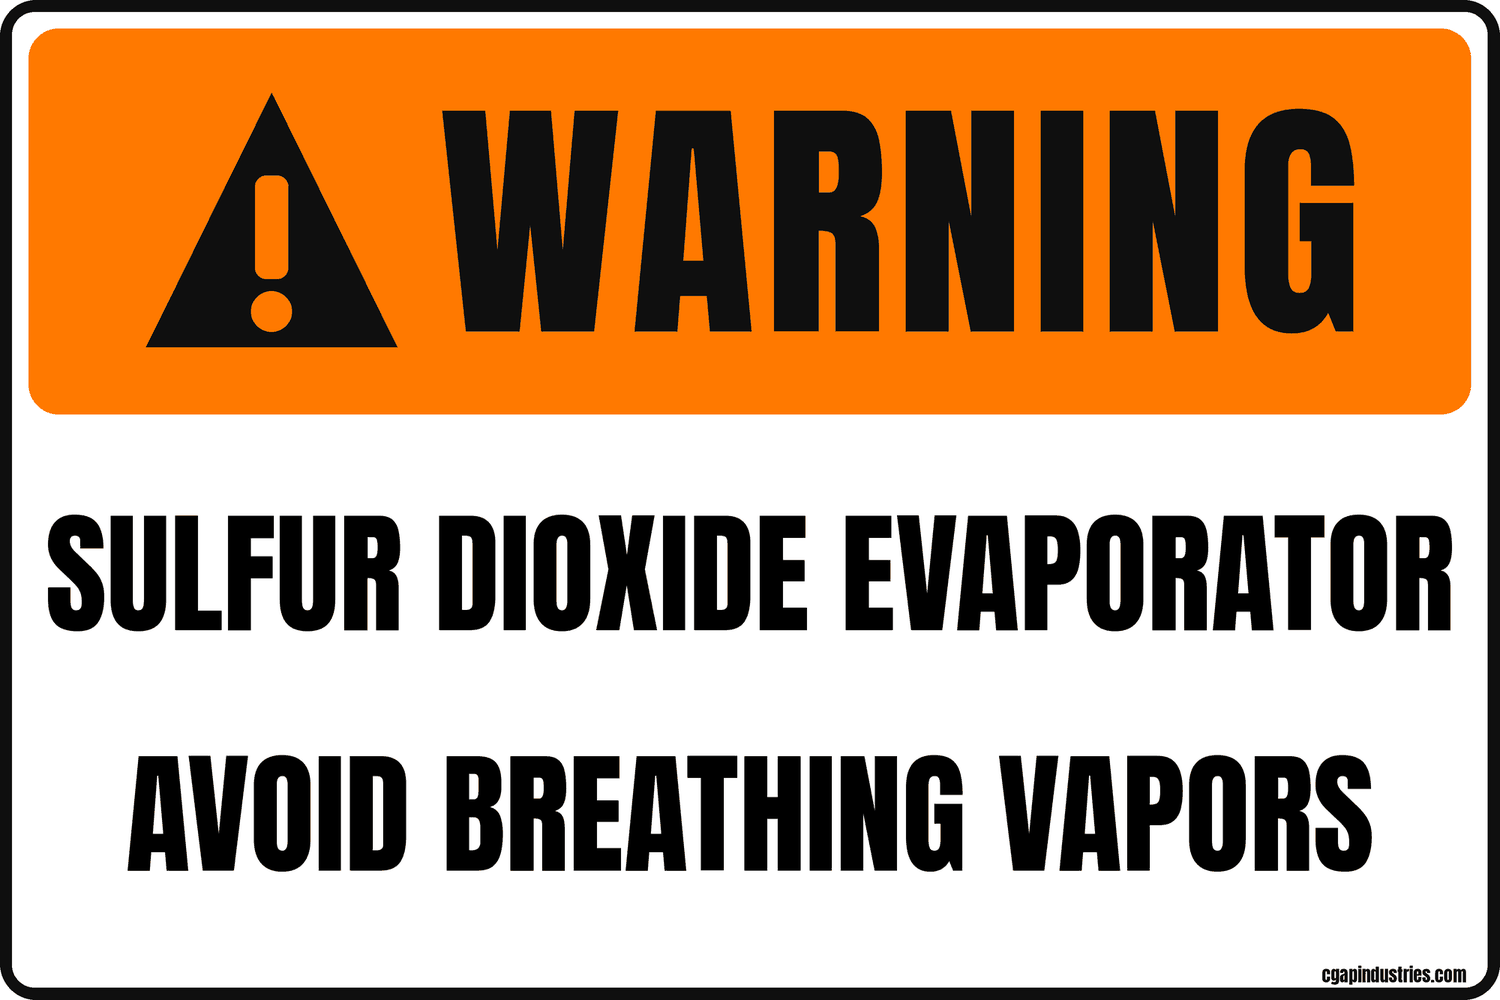 WARNING
SULFUR DIOXIDE EVAPORATOR
AVOID BREATHING VAPORS
cgapindustries.com